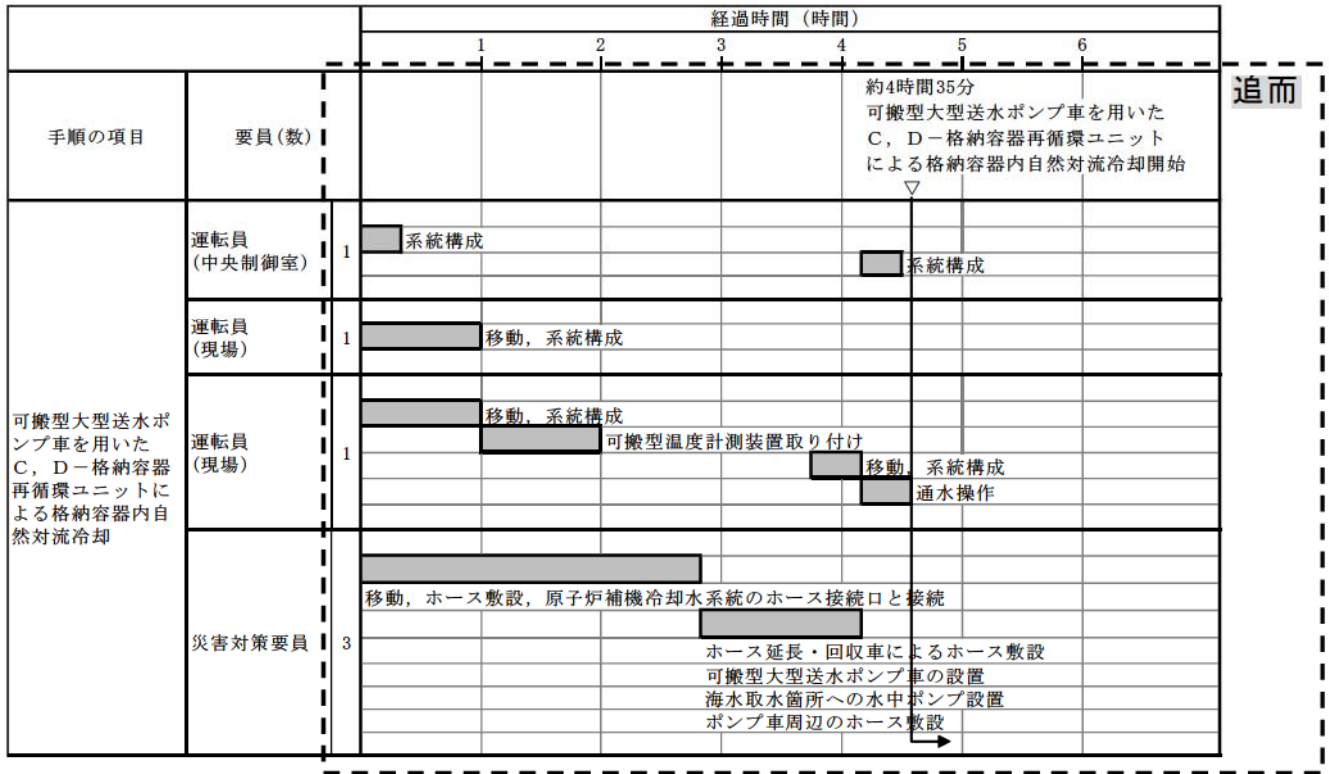 経過時間（時間）
1 2 3 4 5 6
追而
手順の項目
要員(数)
約4時間35分
可搬型大型送水ポンプ車を用いた
C，D－格納容器再循環ユニット
による格納容器内自然対流冷却開始
▽
可搬型大型送水ポ
ンプ車を用いた
C，D－格納容器
再循環ユニットに
よる格納容器内自
然対流冷却
運転員
(中央制御室)
1
系統構成
系統構成
運転員
(現場)
1
移動，系統構成
運転員
(現場)
1
移動，系統構成
可搬型温度計測装置取り付け
移動，系統構成
通水操作
災害対策要員
3
移動，ホース敷設，原子炉補機冷却水系統のホース接続口と接続
ホース延長・回収車によるホース敷設
可搬型大型送水ポンプ車の設置
海水取水箇所への水中ポンプ設置
ポンプ車周辺のホース敷設